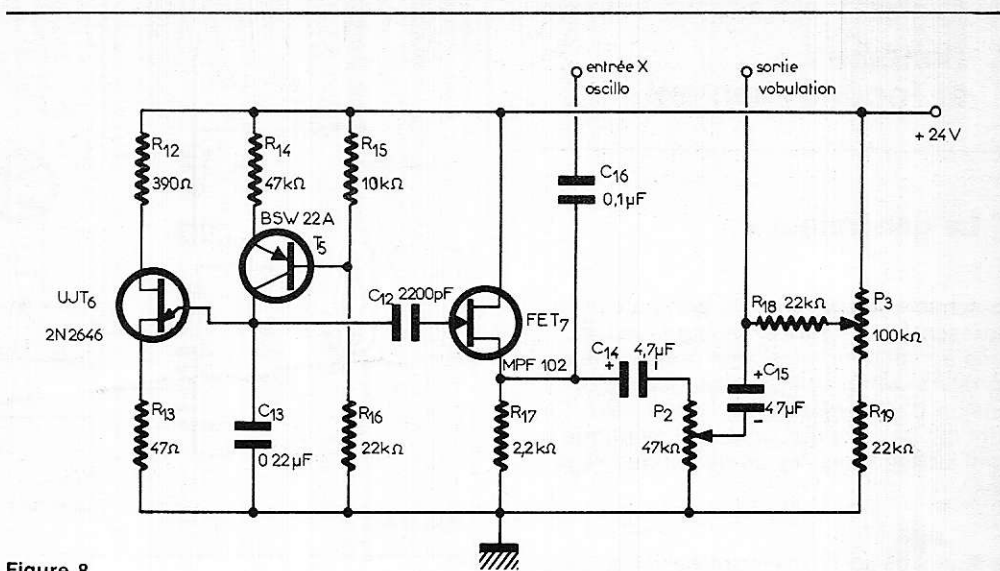 entrée X
oscillo
sortie
vobulation
+ 24V
R12
390Ω
R14
47kΩ
R15
10kΩ
C16
0,1µF
BSW 22A
T5
UJT6
2N2646
C12 2200pF
FET7
MPF 102
R18 22kΩ
P3
100kΩ
C14 4,7µF
+ -
+ C15
47µF
-
R13
47Ω
C13
0 22µF
R16
22kΩ
R17
2,2kΩ
P2
47kΩ
R19
22kΩ
Figure 8